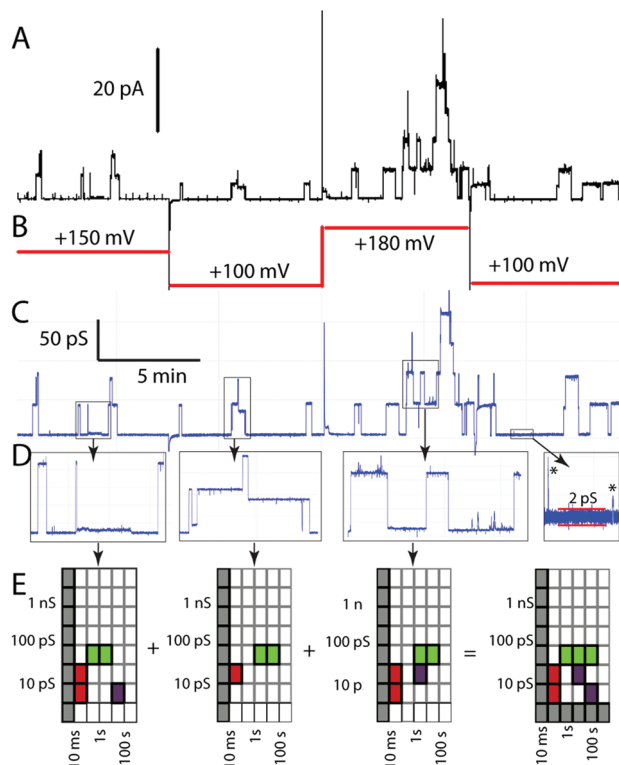 A
20 pA
B
+150 mV
+100 mV
+180 mV
+100 mV
C
50 pS
5 min
D
* 2 pS *
E
1 nS 1 nS 1 n 1 nS
100 pS + 100 pS + 100 pS = 100 pS
10 pS 10 pS 10 p 10 pS
10 ms 1s 100 s 10 ms 1s 100 s 10 ms 1s 100 s 10 ms 1s 100 s